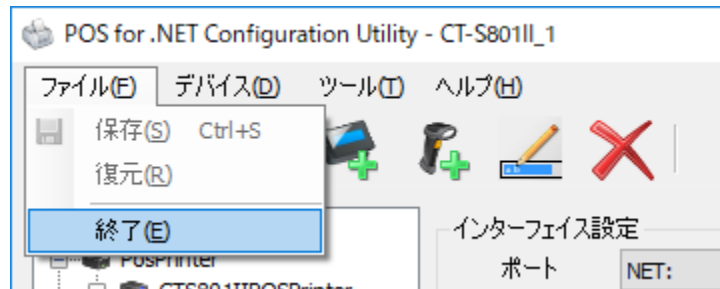 POS for .NET Configuration Utility - CT-S801II_1
ファイル(F) デバイス(D) ツール(T) ヘルプ(H)
保存(S) Ctrl+S
復元(R)
終了(E)
インターフェイス設定
PosPrinter
ポート NET:
CTS801IIPOSPrinter